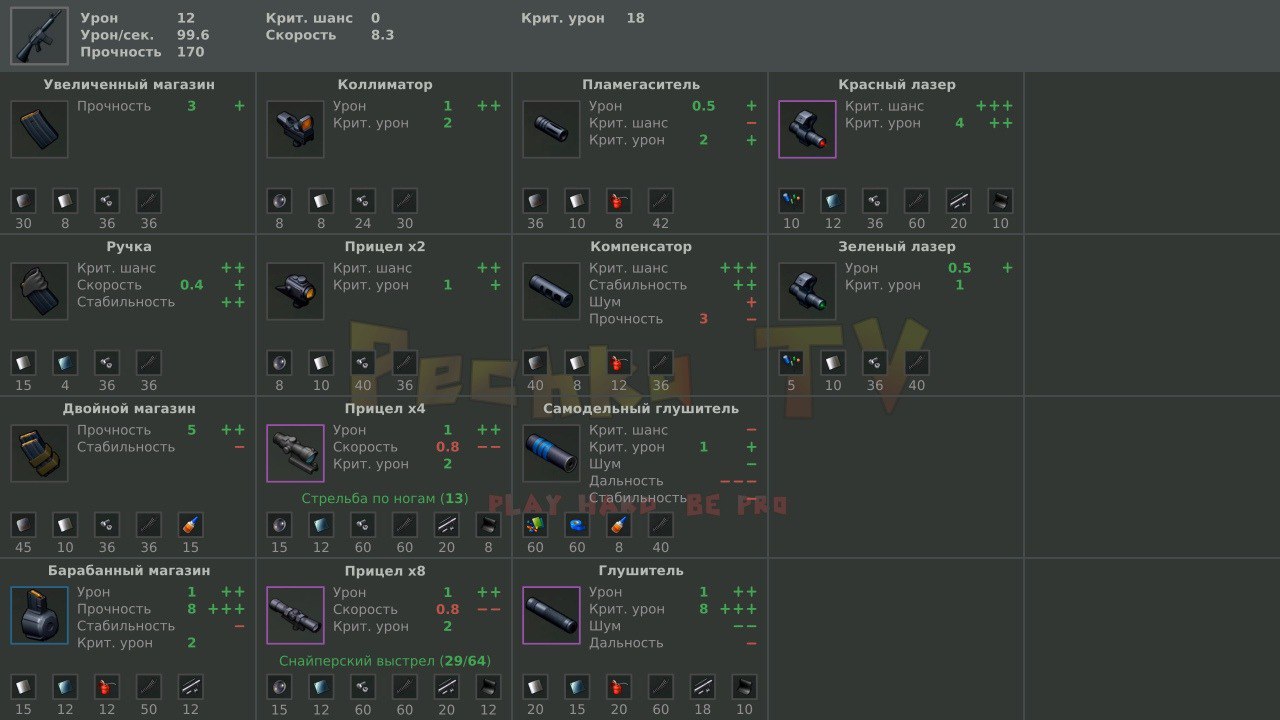 Урон 12 Крит. шанс 0 Крит. урон 18
Урон/сек. 99.6 Скорость 8.3
Прочность 170
Увеличенный магазин
Прочность 3 +
30 8 36 36
Коллиматор
Урон 1 ++
Крит. урон 2
8 8 24 30
Пламегаситель
Урон 0.5 +
Крит. шанс −
Крит. урон 2 +
36 10 8 42
Красный лазер
Крит. шанс +++
Крит. урон 4 ++
10 12 36 60 20 10
Ручка
Крит. шанс ++
Скорость 0.4 +
Стабильность ++
15 4 36 36
Прицел x2
Крит. шанс ++
Крит. урон 1 +
8 10 40 36
Компенсатор
Крит. шанс +++
Стабильность ++
Шум +
Прочность 3 −
40 8 12 36
Зеленый лазер
Урон 0.5 +
Крит. урон 1
5 10 36 40
Двойной магазин
Прочность 5 ++
Стабильность −
45 10 36 36 15
Прицел x4
Урон 1 ++
Скорость 0.8 −−
Крит. урон 2
Стрельба по ногам (13)
15 12 60 60 20 8
Самодельный глушитель
Крит. шанс −
Крит. урон 1 +
Шум −
Дальность −−−
Стабильность −
60 60 8 40
Барабанный магазин
Урон 1 ++
Прочность 8 +++
Стабильность −
Крит. урон 2
15 12 12 50 12
Прицел x8
Урон 1 ++
Скорость 0.8 −−
Крит. урон 2
Снайперский выстрел (29/64)
15 12 60 60 20 12
Глушитель
Урон 1 ++
Крит. урон 8 +++
Шум −−
Дальность −
20 15 20 60 18 10
Pechka TV
PLAY HARD BE PRO